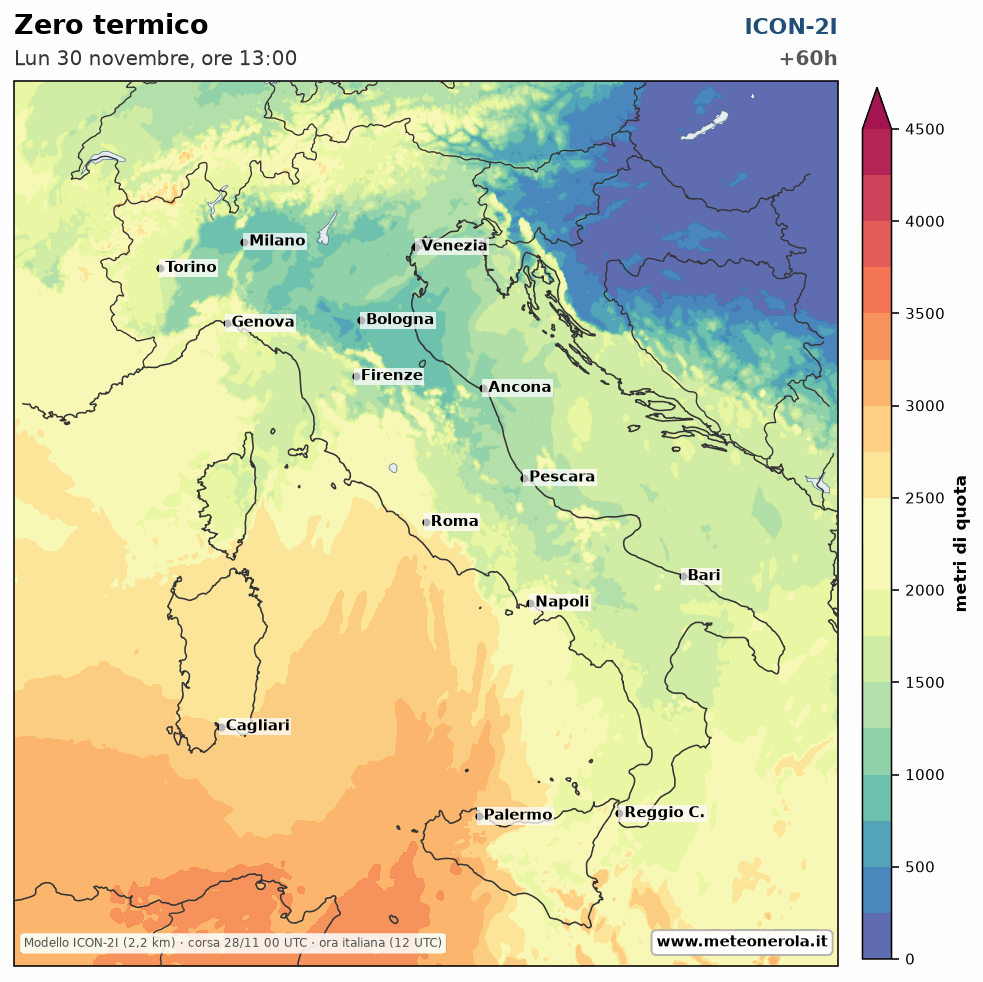 Zero termico
ICON-2I
Lun 30 novembre, ore 13:00
+60h
Milano
Venezia
Torino
Genova
Bologna
Firenze
Ancona
Pescara
Roma
Bari
Napoli
Cagliari
Palermo
Reggio C.
4500
4000
3500
3000
2500
2000
1500
1000
500
0
metri di quota
Modello ICON-2I (2,2 km) · corsa 28/11 00 UTC · ora italiana (12 UTC)
www.meteonerola.it